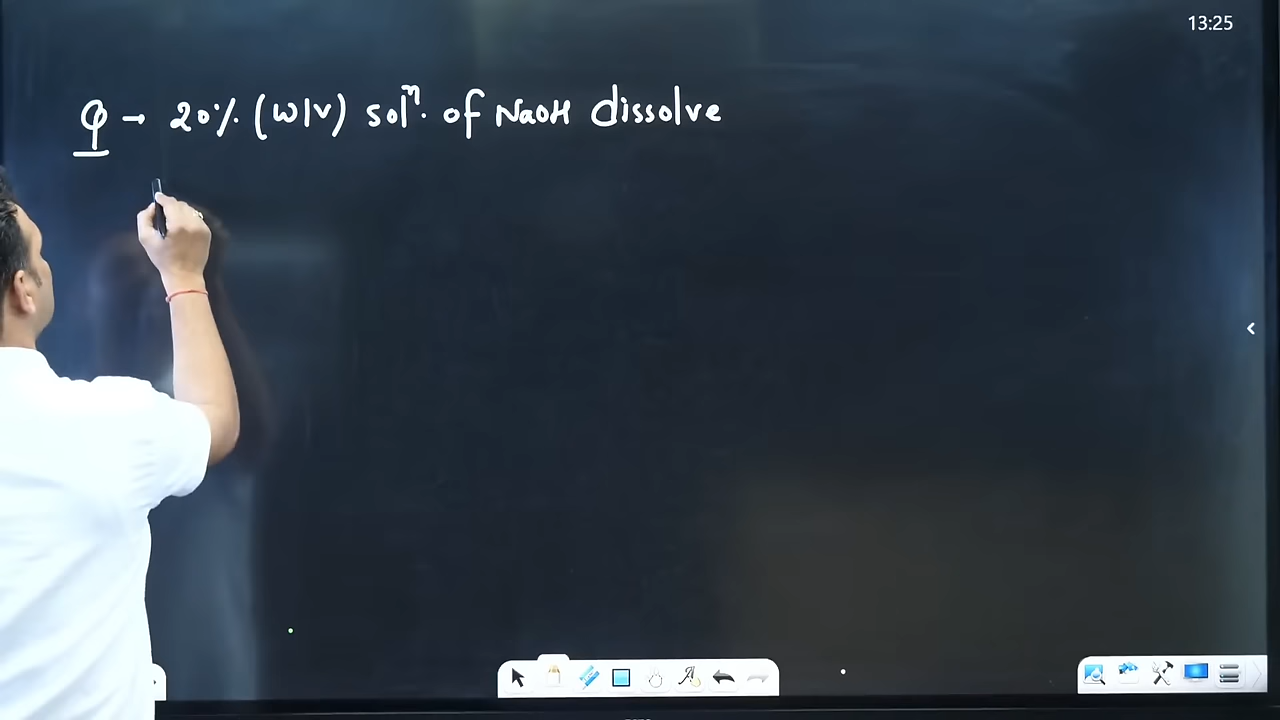 13:25
Q → 20% (w/v) solⁿ. of NaOH dissolve